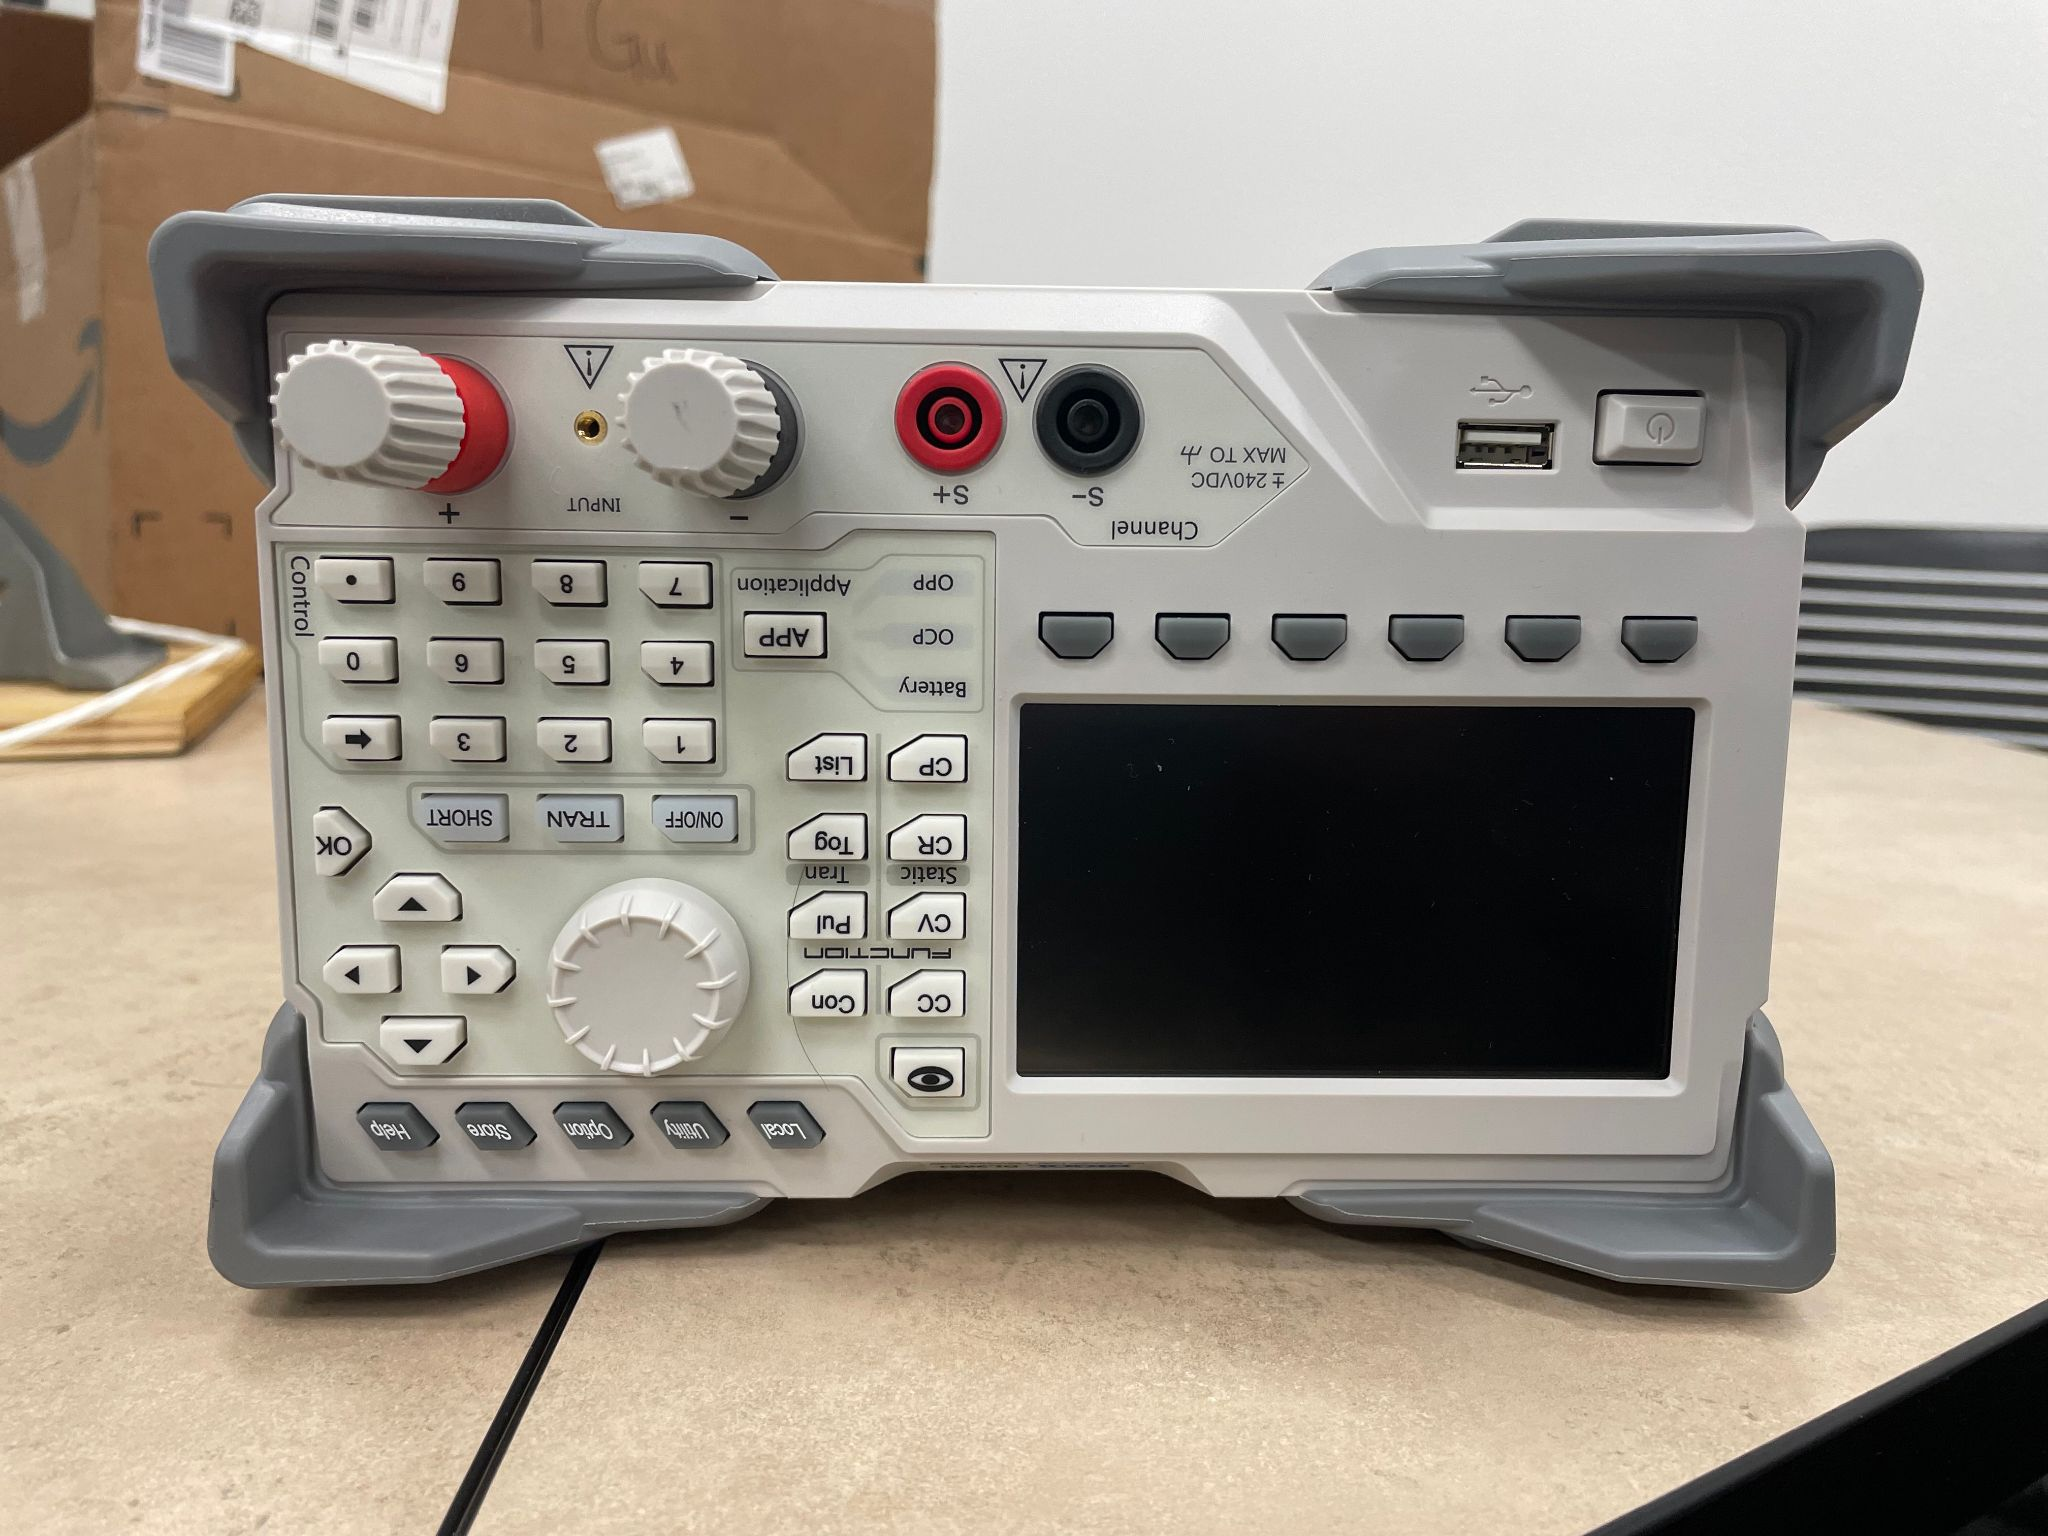 Local
Utility
Option
Store
Help
CC
Con
FUNCTION
CV
Pul
Static
Tran
CR
Tog
CP
List
ON/OFF
TRAN
SHORT
OK
1
2
3
4
5
6
0
7
8
9
Control
Battery
OCP
OPP
APP
Application
Channel
± 240VDC
MAX TO
S-
S+
-
INPUT
+